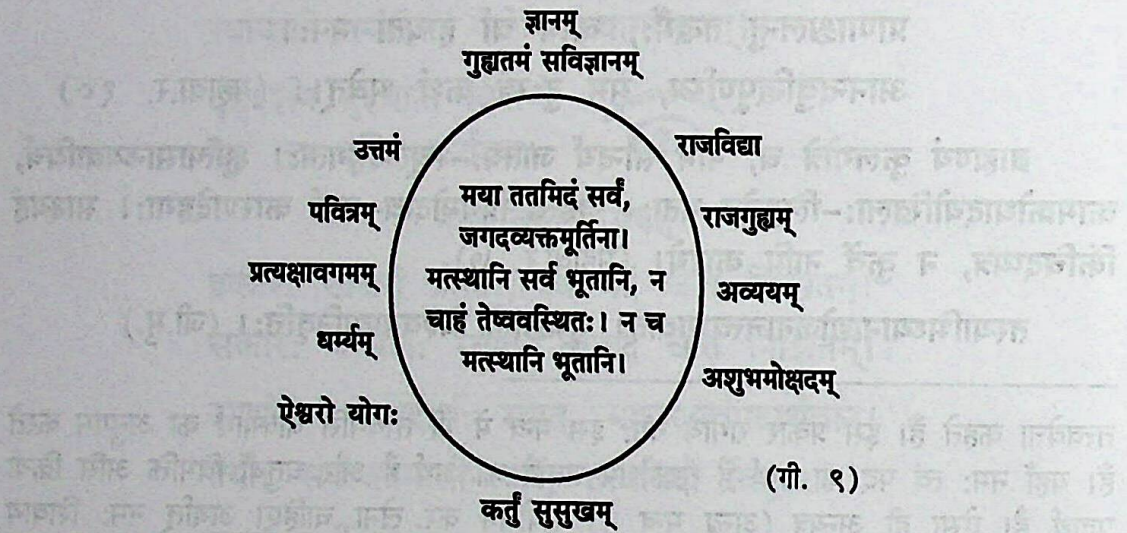 ज्ञानम्
गुह्यतमं सविज्ञानम्
उत्तमं
राजविद्या
पवित्रम्
राजगुह्यम्
प्रत्यक्षावगमम्
अव्ययम्
धर्म्यम्
अशुभमोक्षदम्
ऐश्वरो योगः
मया ततमिदं सर्वं,
जगदव्यक्तमूर्तिना।
मत्स्थानि सर्व भूतानि, न
चाहं तेष्ववस्थितः। न च
मत्स्थानि भूतानि।
(गी. ९)
कर्तुं सुसुखम्